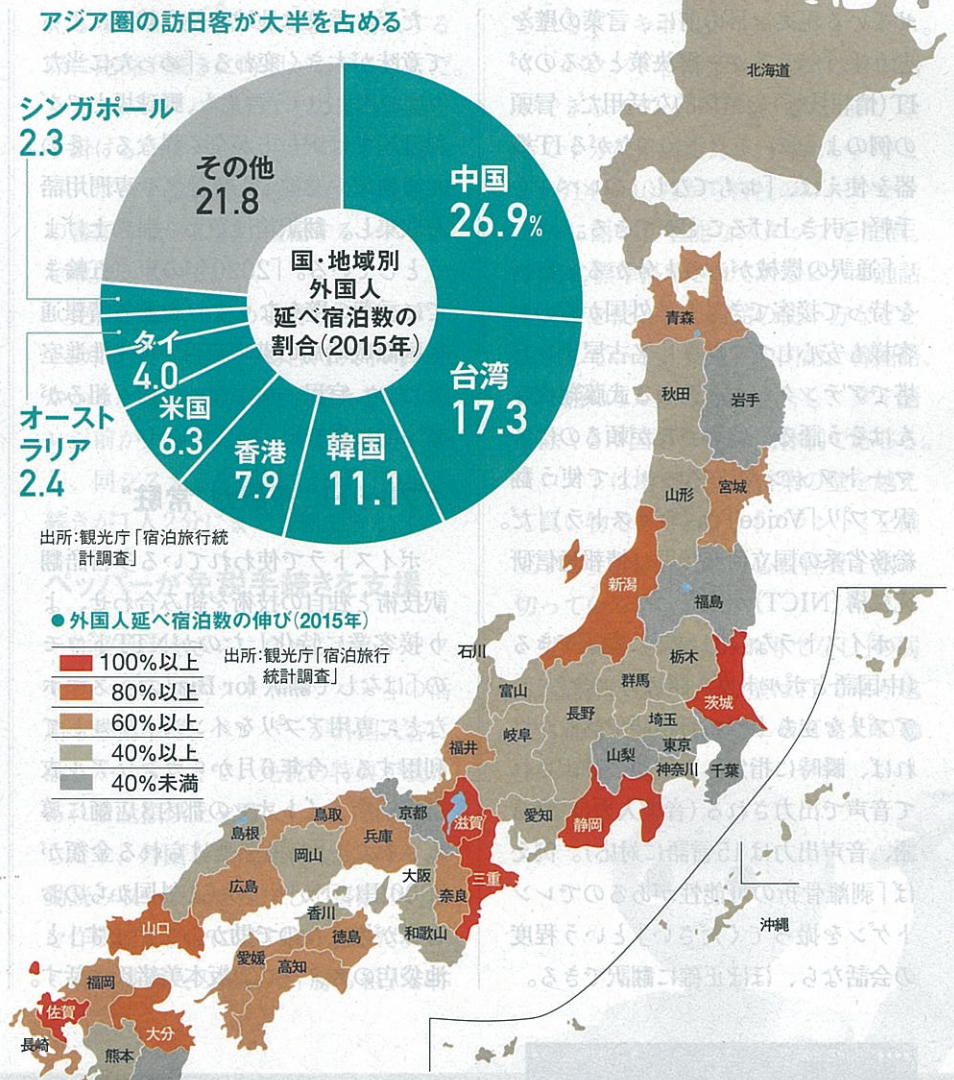 アジア圏の訪日客が大半を占める
シンガポール
2.3
その他
21.8
中国
26.9%
国・地域別
外国人
延べ宿泊数の
割合(2015年)
タイ
4.0
台湾
17.3
米国
6.3
香港
7.9
韓国
11.1
オースト
ラリア
2.4
出所:観光庁「宿泊旅行統
計調査」
●外国人延べ宿泊数の伸び(2015年)
100%以上
80%以上
60%以上
40%以上
40%未満
出所:観光庁「宿泊旅行
統計調査」
北海道
青森
秋田
岩手
山形
宮城
新潟
福島
石川
栃木
群馬
富山
茨城
長野
埼玉
岐阜
福井
山梨
東京
神奈川
千葉
京都
滋賀
愛知
静岡
鳥取
島根
兵庫
岡山
大阪
三重
広島
奈良
香川
山口
徳島
和歌山
愛媛
高知
沖縄
福岡
佐賀
大分
長崎
熊本